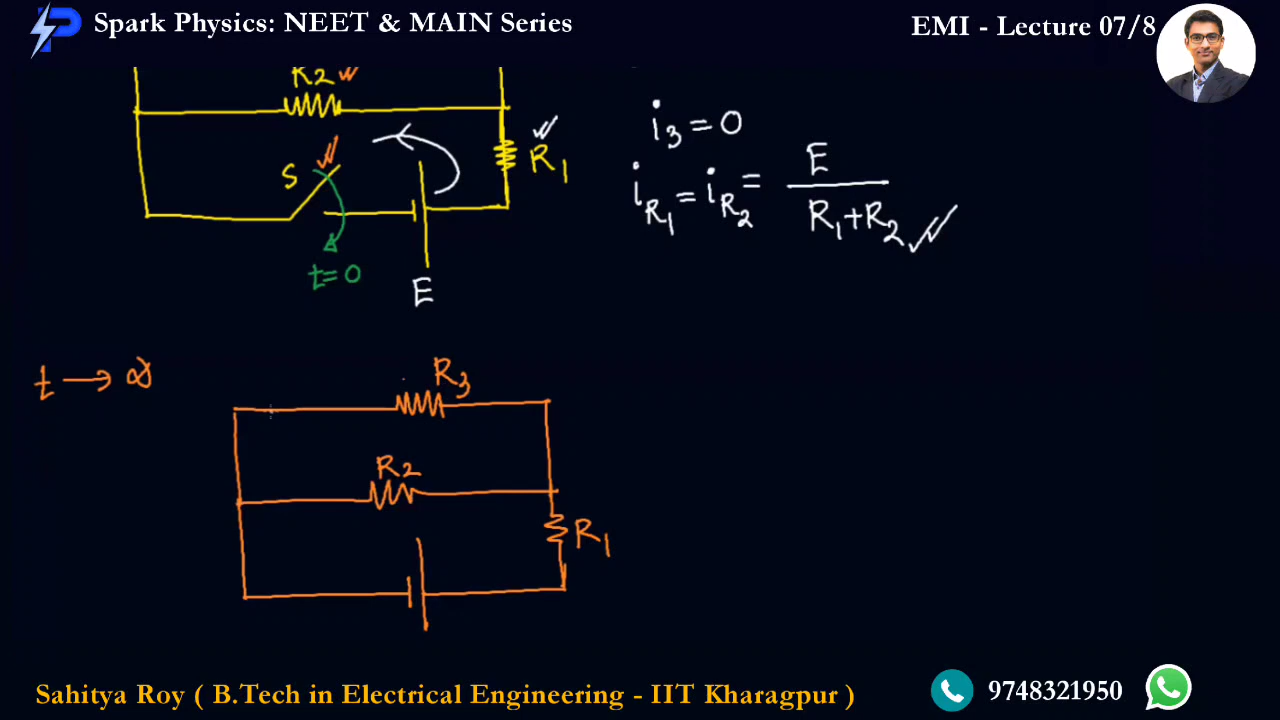 Spark Physics: NEET & MAIN Series
EMI - Lecture 07/8
R2
S
R1
t=0
E
i3 = 0
iR1 = iR2 = E
R1+R2
t → ∞
R3
R2
R1
Sahitya Roy ( B.Tech in Electrical Engineering - IIT Kharagpur )
9748321950